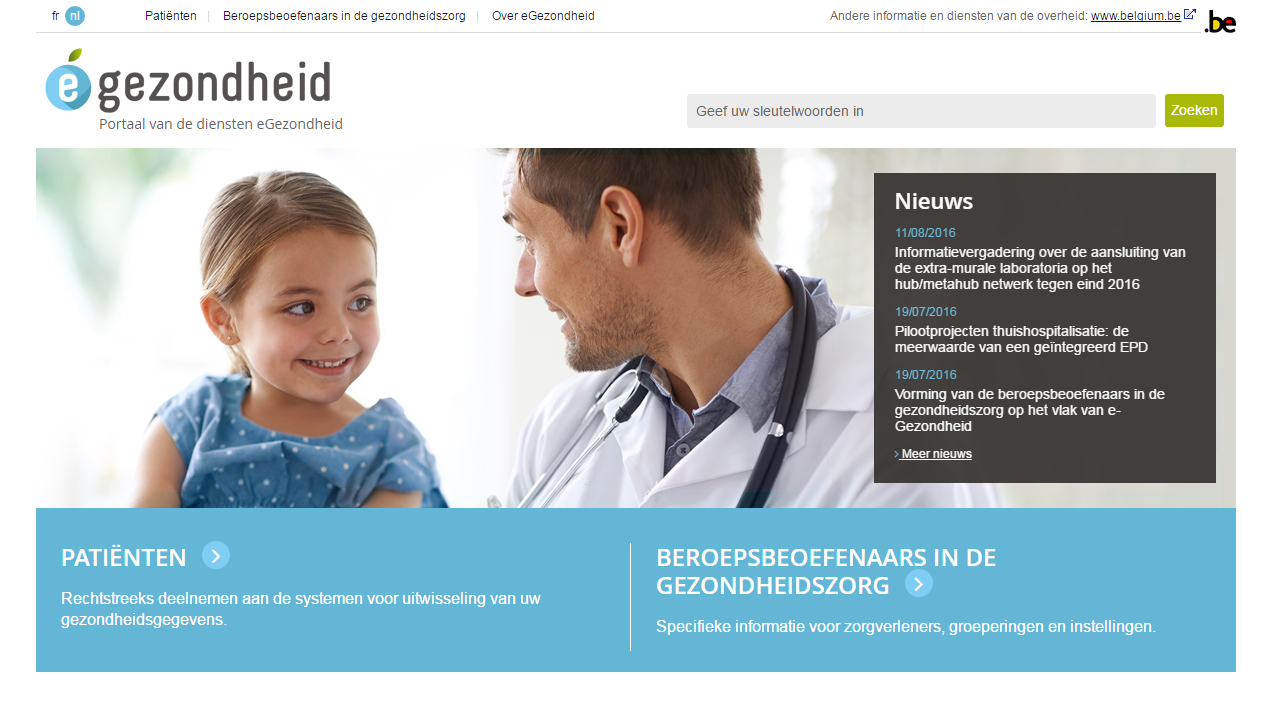 fr nl Patiënten Beroepsbeoefenaars in de gezondheidszorg Over eGezondheid Andere informatie en diensten van de overheid: www.belgium.be .be
é gezondheid
Portaal van de diensten eGezondheid
Geef uw sleutelwoorden in Zoeken
Nieuws
11/08/2016
Informatievergadering over de aansluiting van
de extra-murale laboratoria op het
hub/metahub netwerk tegen eind 2016
19/07/2016
Pilootprojecten thuishospitalisatie: de
meerwaarde van een geïntegreerd EPD
19/07/2016
Vorming van de beroepsbeoefenaars in de
gezondheidszorg op het vlak van e-
Gezondheid
Meer nieuws
PATIËNTEN
Rechtstreeks deelnemen aan de systemen voor uitwisseling van uw
gezondheidsgegevens.
BEROEPSBEOEFENAARS IN DE
GEZONDHEIDSZORG
Specifieke informatie voor zorgverleners, groeperingen en instellingen.